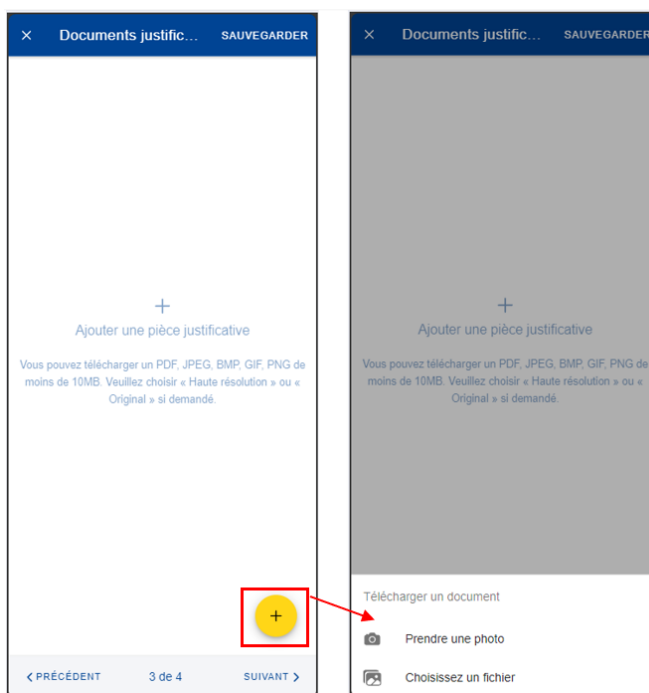 Documents justific... SAUVEGARDER
+
Ajouter une pièce justificative
Vous pouvez télécharger un PDF, JPEG, BMP, GIF, PNG de
moins de 10MB. Veuillez choisir « Haute résolution » ou «
Original » si demandé.
+
PRÉCÉDENT 3 de 4 SUIVANT
Documents justific... SAUVEGARDER
+
Ajouter une pièce justificative
Vous pouvez télécharger un PDF, JPEG, BMP, GIF, PNG de
moins de 10MB. Veuillez choisir « Haute résolution » ou «
Original » si demandé.
Télécharger un document
Prendre une photo
Choisissez un fichier